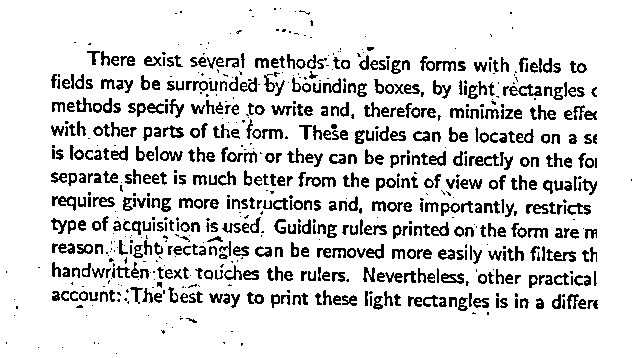 There exist several methods to design forms with fields to
fields may be surrounded by bounding boxes, by light rectangles
methods specify where to write and, therefore, minimize the
with other parts of the form. These guides can be located on a
is located below the form or they can be printed directly on the
separate sheet is much better from the point of view of the quality
requires giving more instructions and, more importantly, restricts
type of acquisition is used. Guiding rulers printed on the form are
reason. Light rectangles can be removed more easily with filters
handwritten text touches the rulers. Nevertheless, other practical
account: The best way to print these light rectangles is in a